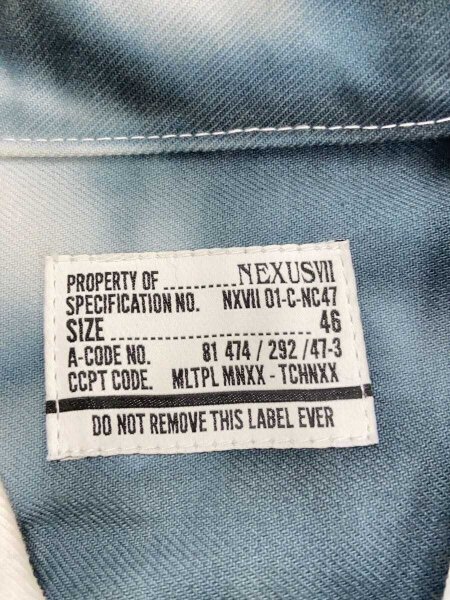 PROPERTY OF ............. NEXUSVII
SPECIFICATION NO. NXVII 01-C-NC47
SIZE ........................... 46
A-CODE NO. 81 474 / 292 /47-3
CCPT CODE. MLTPL MNXX - TCHNXX
DO NOT REMOVE THIS LABEL EVER